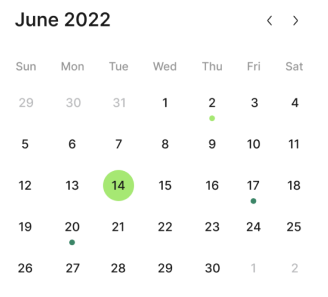 June 2022
Sun Mon Tue Wed Thu Fri Sat
29 30 31 1 2 3 4
5 6 7 8 9 10 11
12 13 14 15 16 17 18
19 20 21 22 23 24 25
26 27 28 29 30 1 2